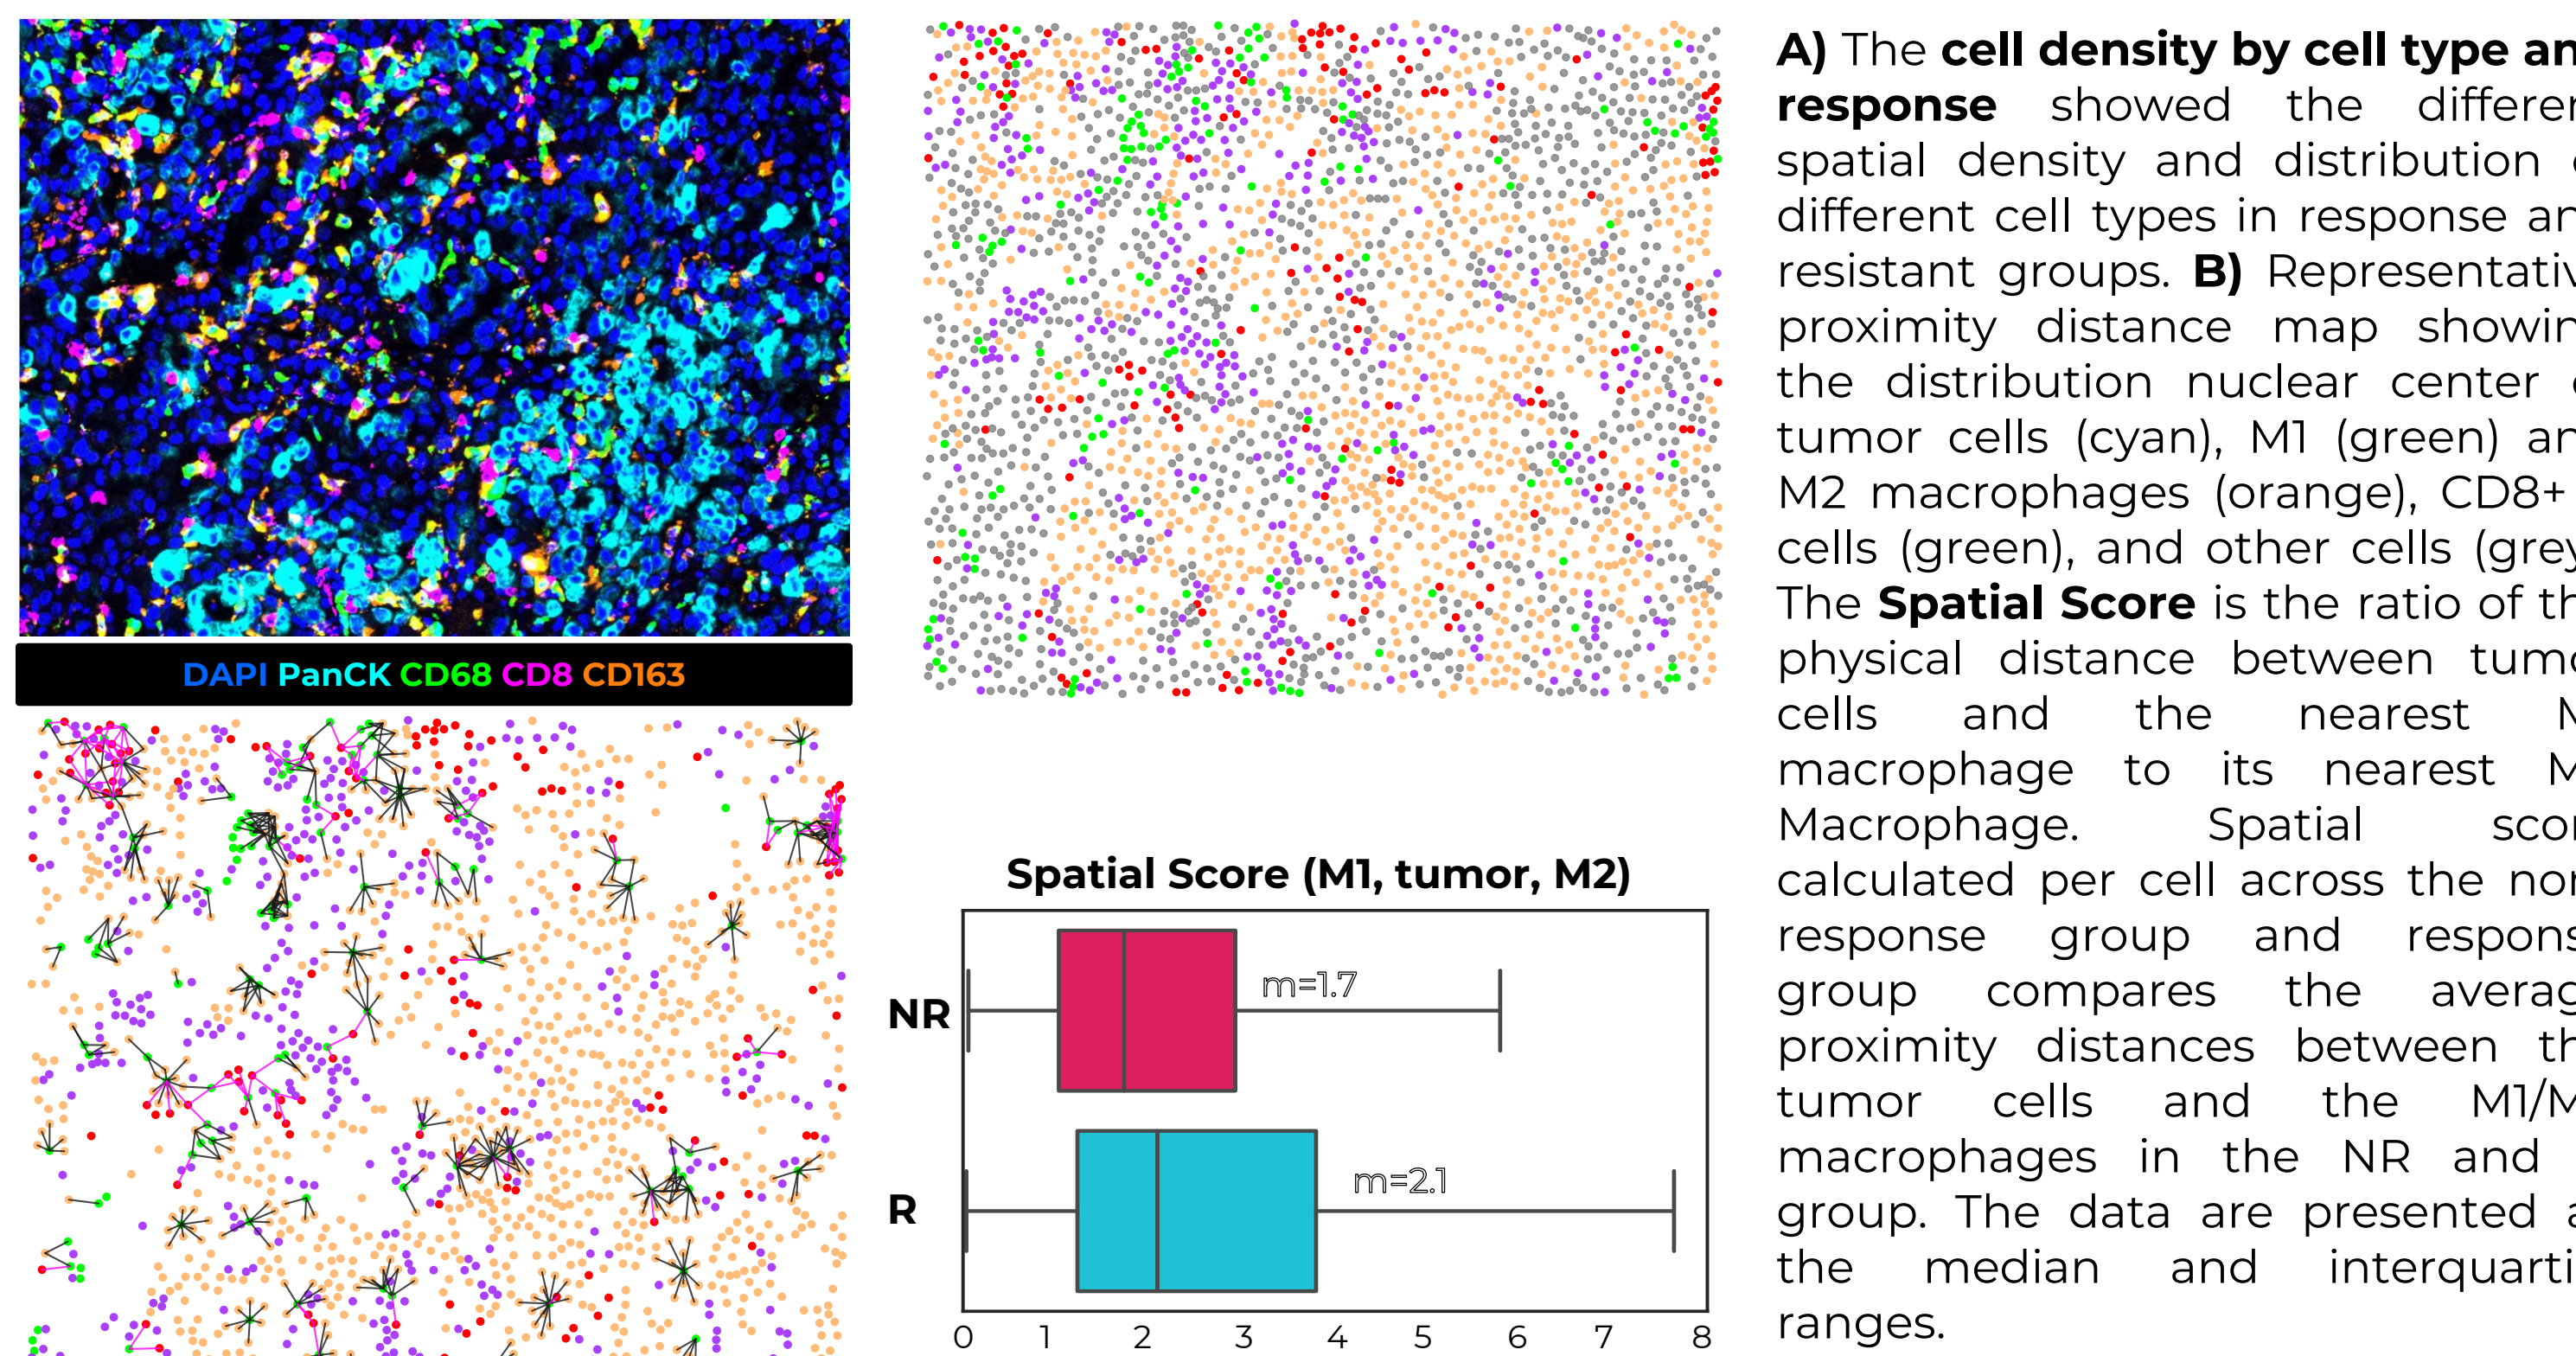 DAPI PanCK CD68 CD8 CD163
Spatial Score (M1, tumor, M2)
NR
m=1.7
R
m=2.1
0 1 2 3 4 5 6 7 8
A) The cell density by cell type an
response showed the differen
spatial density and distribution
different cell types in response an
resistant groups. B) Representativ
proximity distance map showin
the distribution nuclear center
tumor cells (cyan), M1 (green) an
M2 macrophages (orange), CD8+
cells (green), and other cells (grey
The Spatial Score is the ratio of th
physical distance between tumo
cells and the nearest M
macrophage to its nearest M
Macrophage. Spatial scor
calculated per cell across the non
response group and respons
group compares the averag
proximity distances between th
tumor cells and the M1/M
macrophages in the NR and
group. The data are presented a
the median and interquarti
ranges.